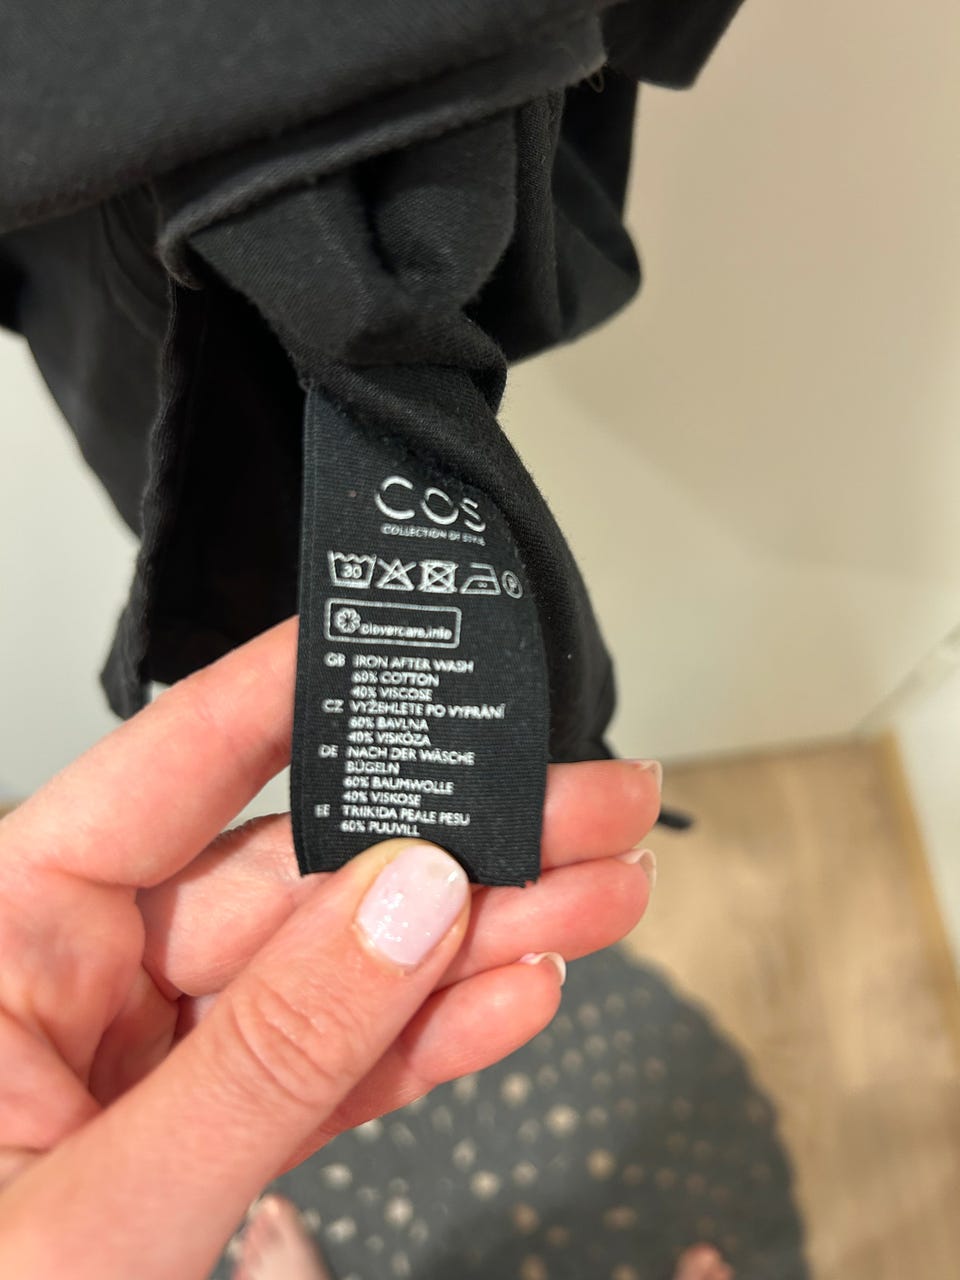 COS
COLLECTION OF STYLE
30 P
clevercare.info
GB IRON AFTER WASH
60% COTTON
40% VISCOSE
CZ VYŽEHLETE PO VYPRÁNÍ
60% BAVLNA
40% VISKÓZA
DE NACH DER WÄSCHE
BÜGELN
60% BAUMWOLLE
40% VISKOSE
EE TRIIKIDA PEALE PESU
60% PUUVILL